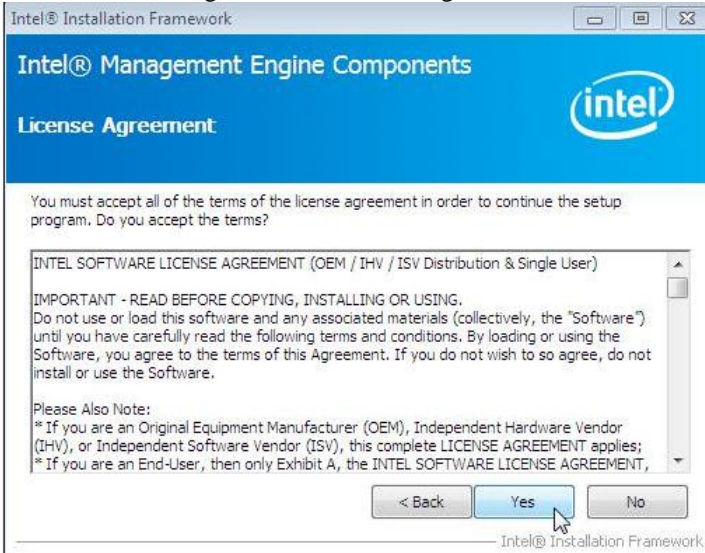 Intel® Installation Framework
Intel® Management Engine Components
intel
License Agreement
You must accept all of the terms of the license agreement in order to continue the setup
program. Do you accept the terms?
INTEL SOFTWARE LICENSE AGREEMENT (OEM / IHV / ISV Distribution & Single User)
IMPORTANT - READ BEFORE COPYING, INSTALLING OR USING.
Do not use or load this software and any associated materials (collectively, the "Software")
until you have carefully read the following terms and conditions. By loading or using the
Software, you agree to the terms of this Agreement. If you do not wish to so agree, do not
install or use the Software.
Please Also Note:
* If you are an Original Equipment Manufacturer (OEM), Independent Hardware Vendor
(IHV), or Independent Software Vendor (ISV), this complete LICENSE AGREEMENT applies;
* If you are an End-User, then only Exhibit A, the INTEL SOFTWARE LICENSE AGREEMENT,
< Back Yes No
Intel® Installation Framework